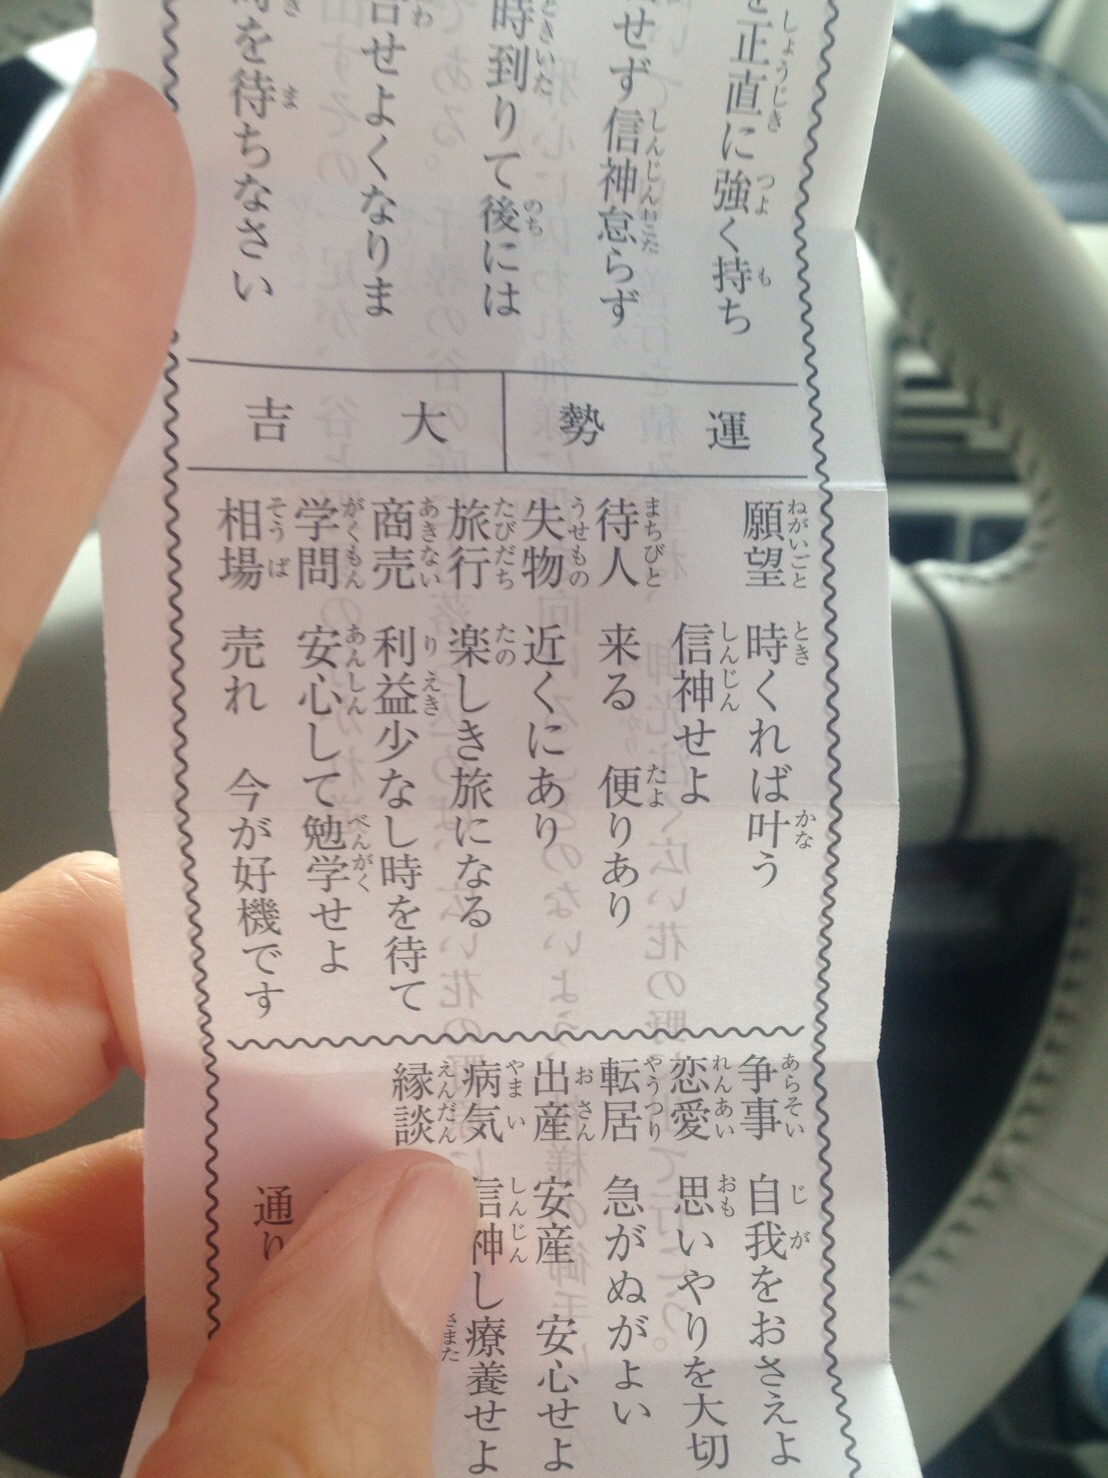 正直に強く持ち
せず信神怠らず
時到りて後には
せよくなりま
を待ちなさい
運勢 大吉
願望 時くれば叶う
信神せよ
待人 来る 便りあり
失物 近くにあり
旅行 楽しき旅になる
商売 利益少なし時を待て
学問 安心して勉学せよ
相場 売れ 今が好機です
争事 自我をおさえよ
恋愛 思いやりを大切
転居 急がぬがよい
出産 安産 安心せよ
病気 信神し療養せよ
縁談
通り